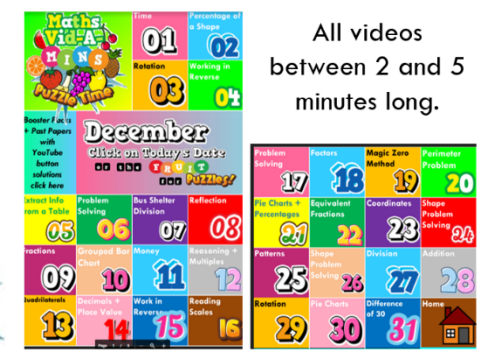 Maths
Vid-A-
MINS
Puzzle Time
Time
01
Percentage of
a Shape
02
Rotation
03
Working in
Reverse
04
Booster Packs
+ Past Papers
with
YouTube
button
solutions
click here
December
Click on Today's Date
or the FRUIT
for Puzzles!
Extract Info
from a Table
05
Problem
Solving
06
Bus Shelter
Division
07
Reflection
08
Fractions
09
Grouped Bar
Chart
10
Money
11
Reasoning +
Multiples
12
Quadrilaterals
13
Decimals +
Place Value
14
Work in
Reverse
15
Reading
Scales
16
All videos
between 2 and 5
minutes long.
Problem
Solving
17
Factors
18
Magic Zero
Method
19
Perimeter
Problem
20
Pie Charts +
Percentages
21
Equivalent
Fractions
22
Coordinates
23
Shape
Problem
Solving
24
Patterns
25
Shape
Problem
Solving
26
Division
27
Addition
28
Rotation
29
Pie Charts
30
Difference
of 30
31
Home